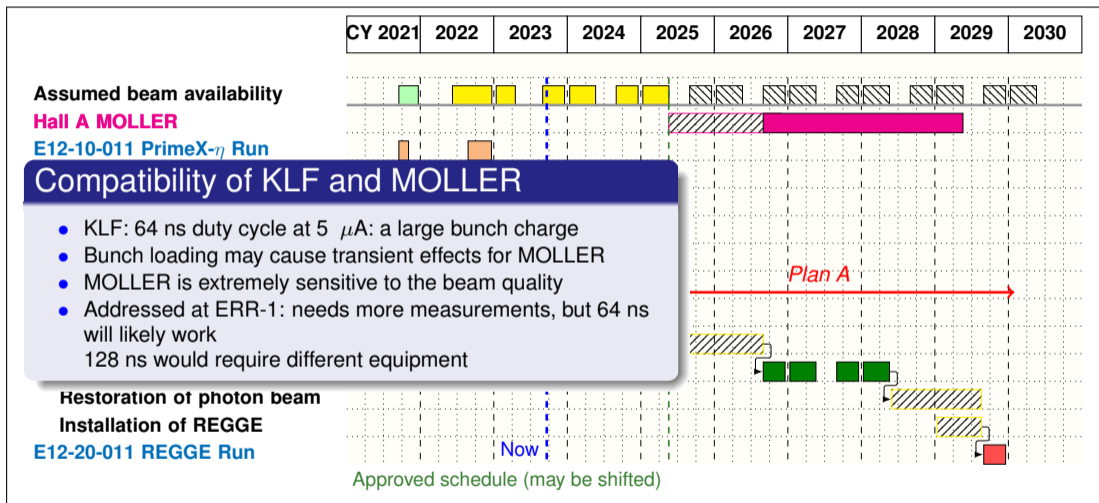 CY 2021 2022 2023 2024 2025 2026 2027 2028 2029 2030
Assumed beam availability
Hall A MOLLER
E12-10-011 PrimeX-η Run
Compatibility of KLF and MOLLER
KLF: 64 ns duty cycle at 5 μA: a large bunch charge
Bunch loading may cause transient effects for MOLLER
MOLLER is extremely sensitive to the beam quality
Addressed at ERR-1: needs more measurements, but 64 ns
will likely work
128 ns would require different equipment
Plan A
Restoration of photon beam
Installation of REGGE
E12-20-011 REGGE Run
Now
Approved schedule (may be shifted)